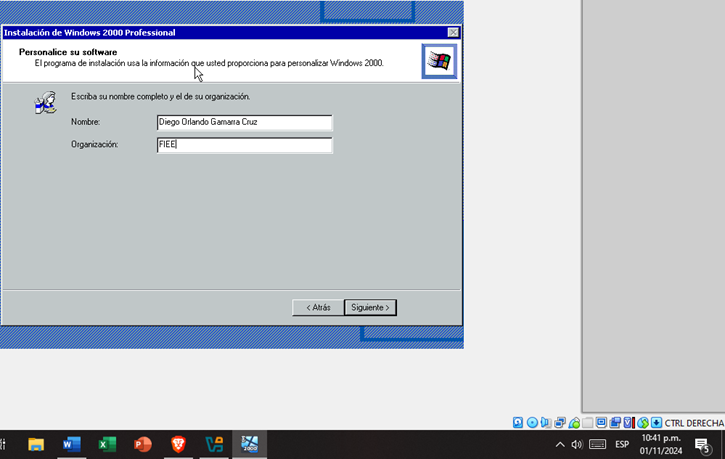 Instalación de Windows 2000 Professional
Personalice su software
El programa de instalación usa la información que usted proporciona para personalizar Windows 2000.
Escriba su nombre completo y el de su organización.
Nombre: Diego Orlando Gamarra Cruz
Organización: FIEE
< Atrás Siguiente >
CTRL DERECHA
ESP 10:41 p.m.
01/11/2024 5